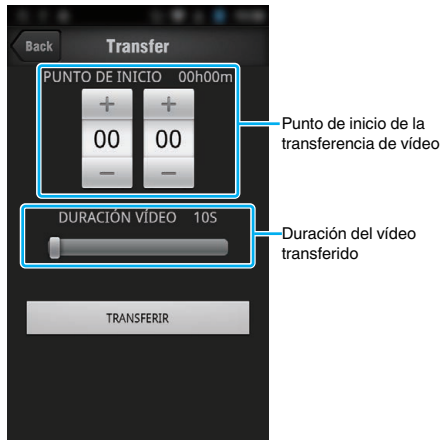 Back
Transfer
PUNTO DE INICIO 00h00m
+ +
00 00
— —
Punto de inicio de la
transferencia de vídeo
DURACIÓN VÍDEO 10S
Duración del vídeo
transferido
TRANSFERIR